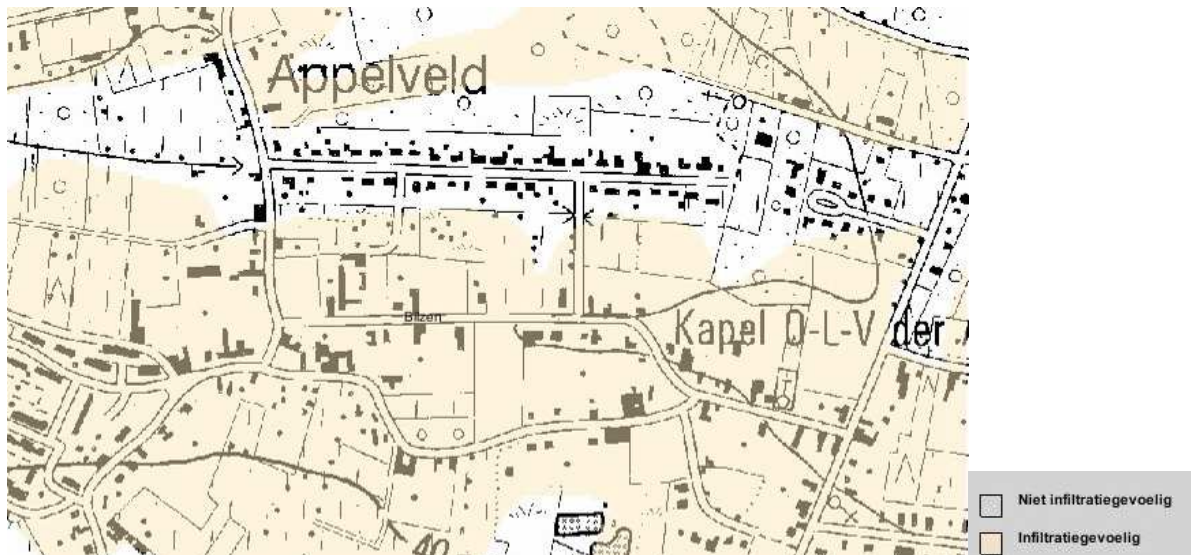 Appelveld
Bilzen
Kapel O-L-V der
40
Niet infiltratiegevoelig
Infiltratiegevoelig